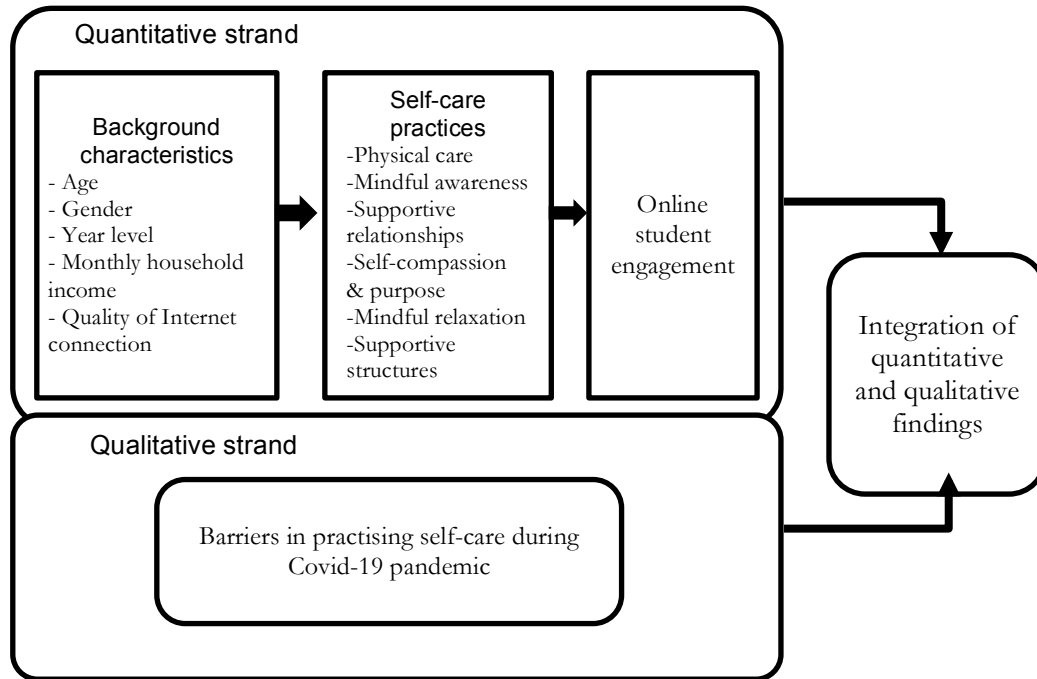 Quantitative strand
Background
characteristics
- Age
- Gender
- Year level
- Monthly household
income
- Quality of Internet
connection
Self-care
practices
-Physical care
-Mindful awareness
-Supportive
relationships
-Self-compassion
& purpose
-Mindful relaxation
-Supportive
structures
Online
student
engagement
Integration of
quantitative
and qualitative
findings
Qualitative strand
Barriers in practising self-care during
Covid-19 pandemic